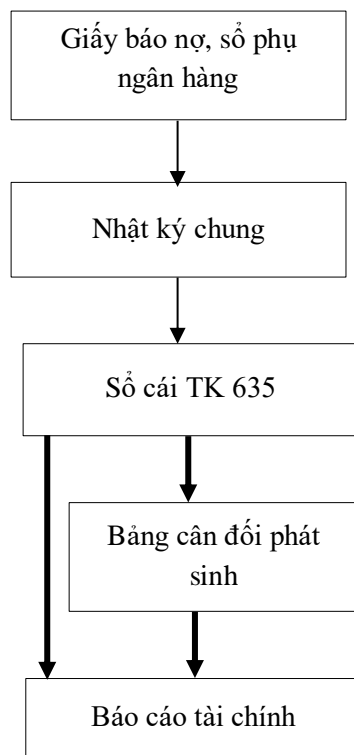 Giấy báo nợ, sổ phụ
ngân hàng
Nhật ký chung
Sổ cái TK 635
Bảng cân đối phát
sinh
Báo cáo tài chính